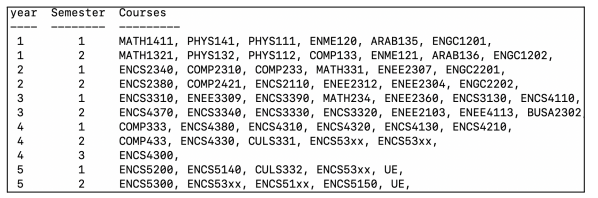 year Semester Courses
---- -------- ---------
1 1 MATH1411, PHYS141, PHYS111, ENME120, ARAB135, ENGC1201,
1 2 MATH1321, PHYS132, PHYS112, COMP133, ENME121, ARAB136, ENGC1202,
2 1 ENCS2340, COMP2310, COMP233, MATH331, ENEE2307, ENGC2201,
2 2 ENCS2380, COMP2421, ENCS2110, ENEE2312, ENEE2304, ENGC2202,
3 1 ENCS3310, ENEE3309, ENCS3390, MATH234, ENEE2360, ENCS3130, ENCS4110,
3 2 ENCS4370, ENCS3340, ENCS3330, ENCS3320, ENEE2103, ENEE4113, BUSA2302,
4 1 COMP333, ENCS4380, ENCS4310, ENCS4320, ENCS4130, ENCS4210,
4 2 COMP433, ENCS4330, CULS331, ENCS53xx, ENCS53xx,
4 3 ENCS4300,
5 1 ENCS5200, ENCS5140, CULS332, ENCS53xx, UE,
5 2 ENCS5300, ENCS53xx, ENCS51xx, ENCS5150, UE,